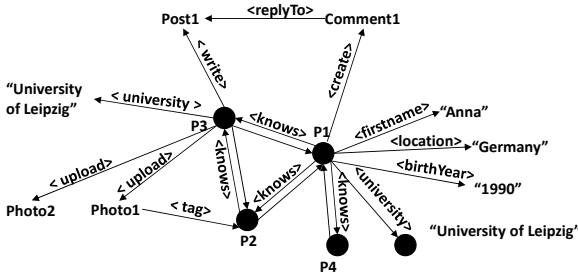 Post1
<replyTo>
Comment1
< write>
<create>
"University
of Leipzig"
< university >
P3
<knows>
P1
<firstname>
"Anna"
<location>
"Germany"
<birthYear>
"1990"
< upload>
< upload>
<knows>
<knows>
<knows>
<university>
Photo2
Photo1
< tag>
P2
P4
"University of Leipzig"